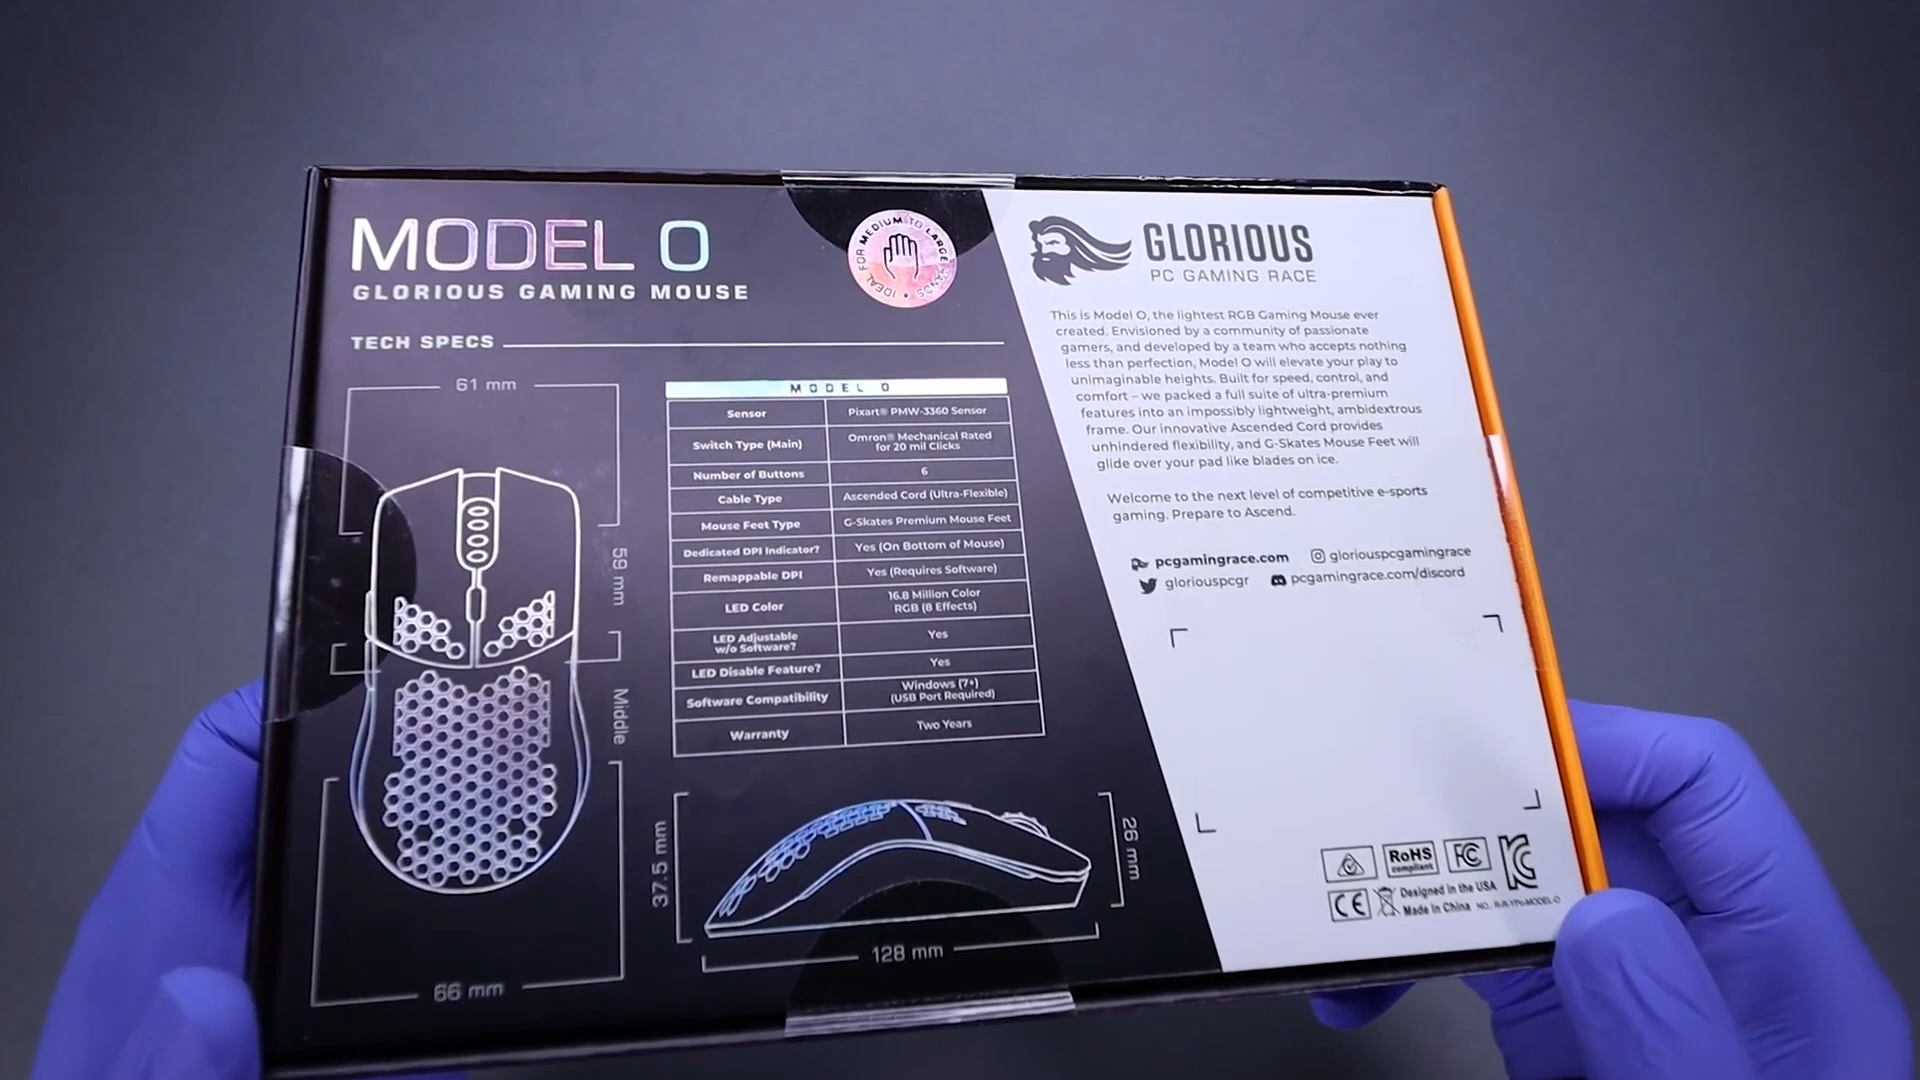 MODEL O
GLORIOUS GAMING MOUSE
IDEAL FOR MEDIUM TO LARGE HANDS •
TECH SPECS
61 mm
59 mm
Middle
66 mm
MODEL O
Sensor Pixart® PMW-3360 Sensor
Switch Type (Main) Omron® Mechanical Rated
for 20 mil Clicks
Number of Buttons 6
Cable Type Ascended Cord (Ultra-Flexible)
Mouse Feet Type G-Skates Premium Mouse Feet
Dedicated DPI Indicator? Yes (On Bottom of Mouse)
Remappable DPI Yes (Requires Software)
LED Color 16.8 Million Color
RGB (8 Effects)
LED Adjustable
w/o Software? Yes
LED Disable Feature? Yes
Software Compatibility Windows (7+)
(USB Port Required)
Warranty Two Years
37.5 mm
26 mm
128 mm
GLORIOUS
PC GAMING RACE
This is Model O, the lightest RGB Gaming Mouse ever
created. Envisioned by a community of passionate
gamers, and developed by a team who accepts nothing
less than perfection, Model O will elevate your play to
unimaginable heights. Built for speed, control, and
comfort – we packed a full suite of ultra-premium
features into an impossibly lightweight, ambidextrous
frame. Our innovative Ascended Cord provides
unhindered flexibility, and G-Skates Mouse Feet will
glide over your pad like blades on ice.
Welcome to the next level of competitive e-sports
gaming. Prepare to Ascend.
pcgamingrace.com gloriouspcgamingrace
gloriouspcgr pcgamingrace.com/discord
RoHS
compliant
FC
CE
Designed in the USA
Made in China NO.